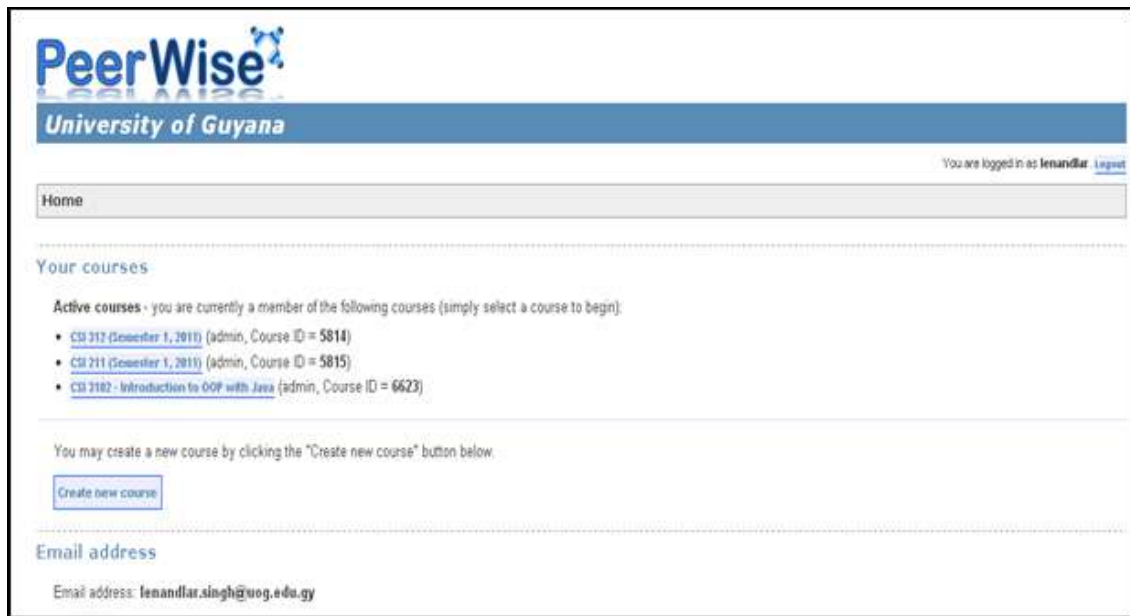 PeerWise
University of Guyana
You are logged in as lenandlar. Logout
Home
Your courses
Active courses - you are currently a member of the following courses (simply select a course to begin):
• CSI 312 (Semester 1, 2011) (admin, Course ID = 5814)
• CSI 211 (Semester 1, 2011) (admin, Course ID = 5815)
• CSI 2102 - Introduction to OOP with Java (admin, Course ID = 6623)
You may create a new course by clicking the "Create new course" button below.
Create new course
Email address
Email address: lenandlar.singh@uog.edu.gy